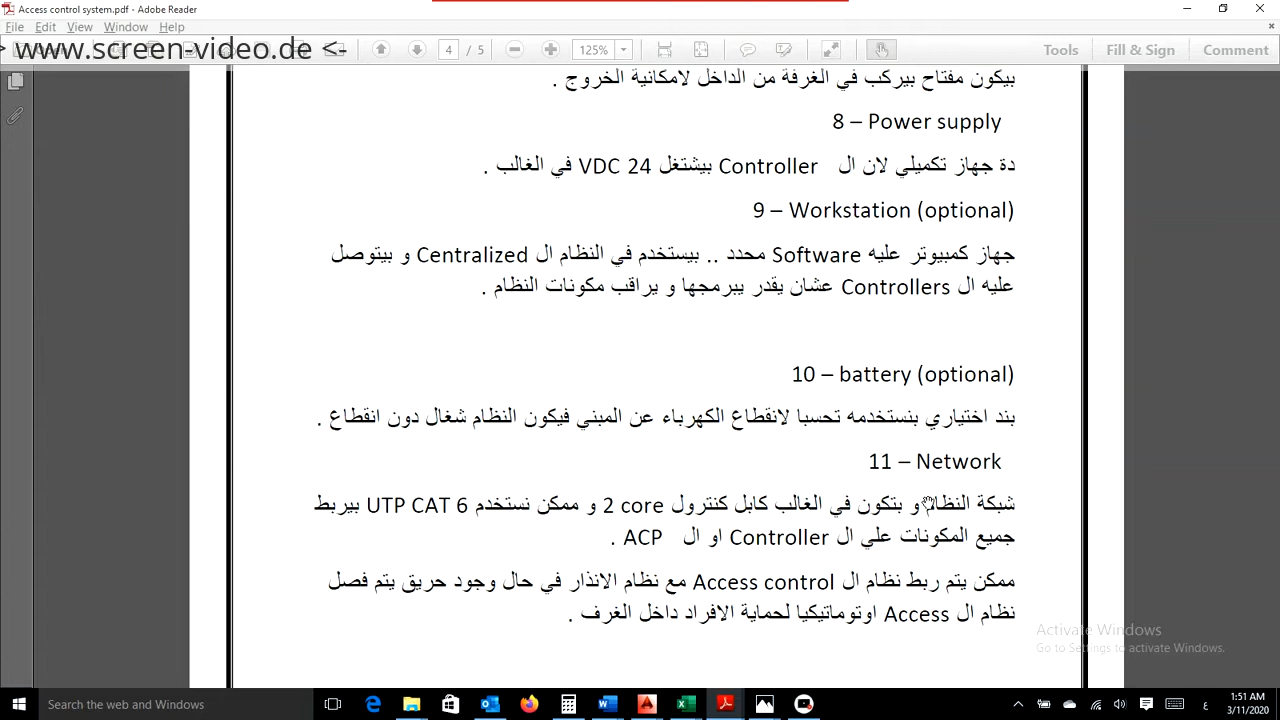 Access control system.pdf - Adobe Reader
File Edit View Window Help
www.screen-video.de <-
4 / 5
125%
Tools
Fill & Sign
Comment
بيكون مفتاح بيركب في الغرفة من الداخل لامكانية الخروج .
8 – Power supply
دة جهاز تكميلي لان ال Controller بيشتغل 24 VDC في الغالب .
9 – Workstation (optional)
جهاز كمبيوتر عليه Software محدد .. بيستخدم في النظام ال Centralized و بيتوصل
عليه ال Controllers عشان يقدر يبرمجها و يراقب مكونات النظام .
10 – battery (optional)
بند اختياري بنستخدمه تحسبا لانقطاع الكهرباء عن المبني فيكون النظام شغال دون انقطاع .
11 – Network
شبكة النظام و بتكون في الغالب كابل كنترول 2 core و ممكن نستخدم UTP CAT 6 بيربط
جميع المكونات علي ال Controller او ال ACP .
ممكن يتم ربط نظام ال Access control مع نظام الانذار في حال وجود حريق يتم فصل
نظام ال Access اوتوماتيكيا لحماية الافراد داخل الغرف .
Activate Windows
Go to Settings to activate Windows.
Search the web and Windows
ع
1:51 AM
3/11/2020